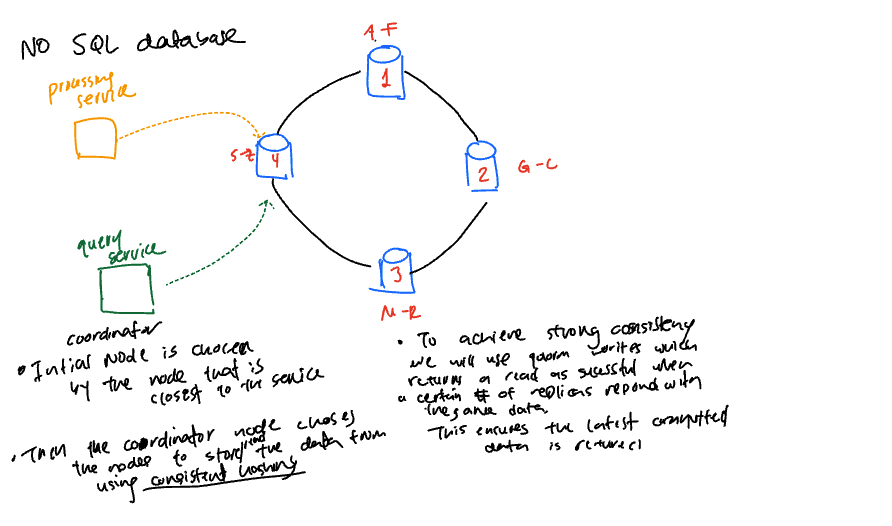 NO SQL database
A-F
processing
service
1
S-Z
4
2
G-L
query
service
3
M-R
coordinator
• Initial Node is chosen
by the node that is
closest to the service
• Then the coordinator node choses
the nodes to store/read the data from
using consistent hashing
• To achieve strong consisteny
we will use qourm writes which
returns a read as sucessful when
a certain # of replicas repond with
the same data
This ensures the latest committed
data is returned